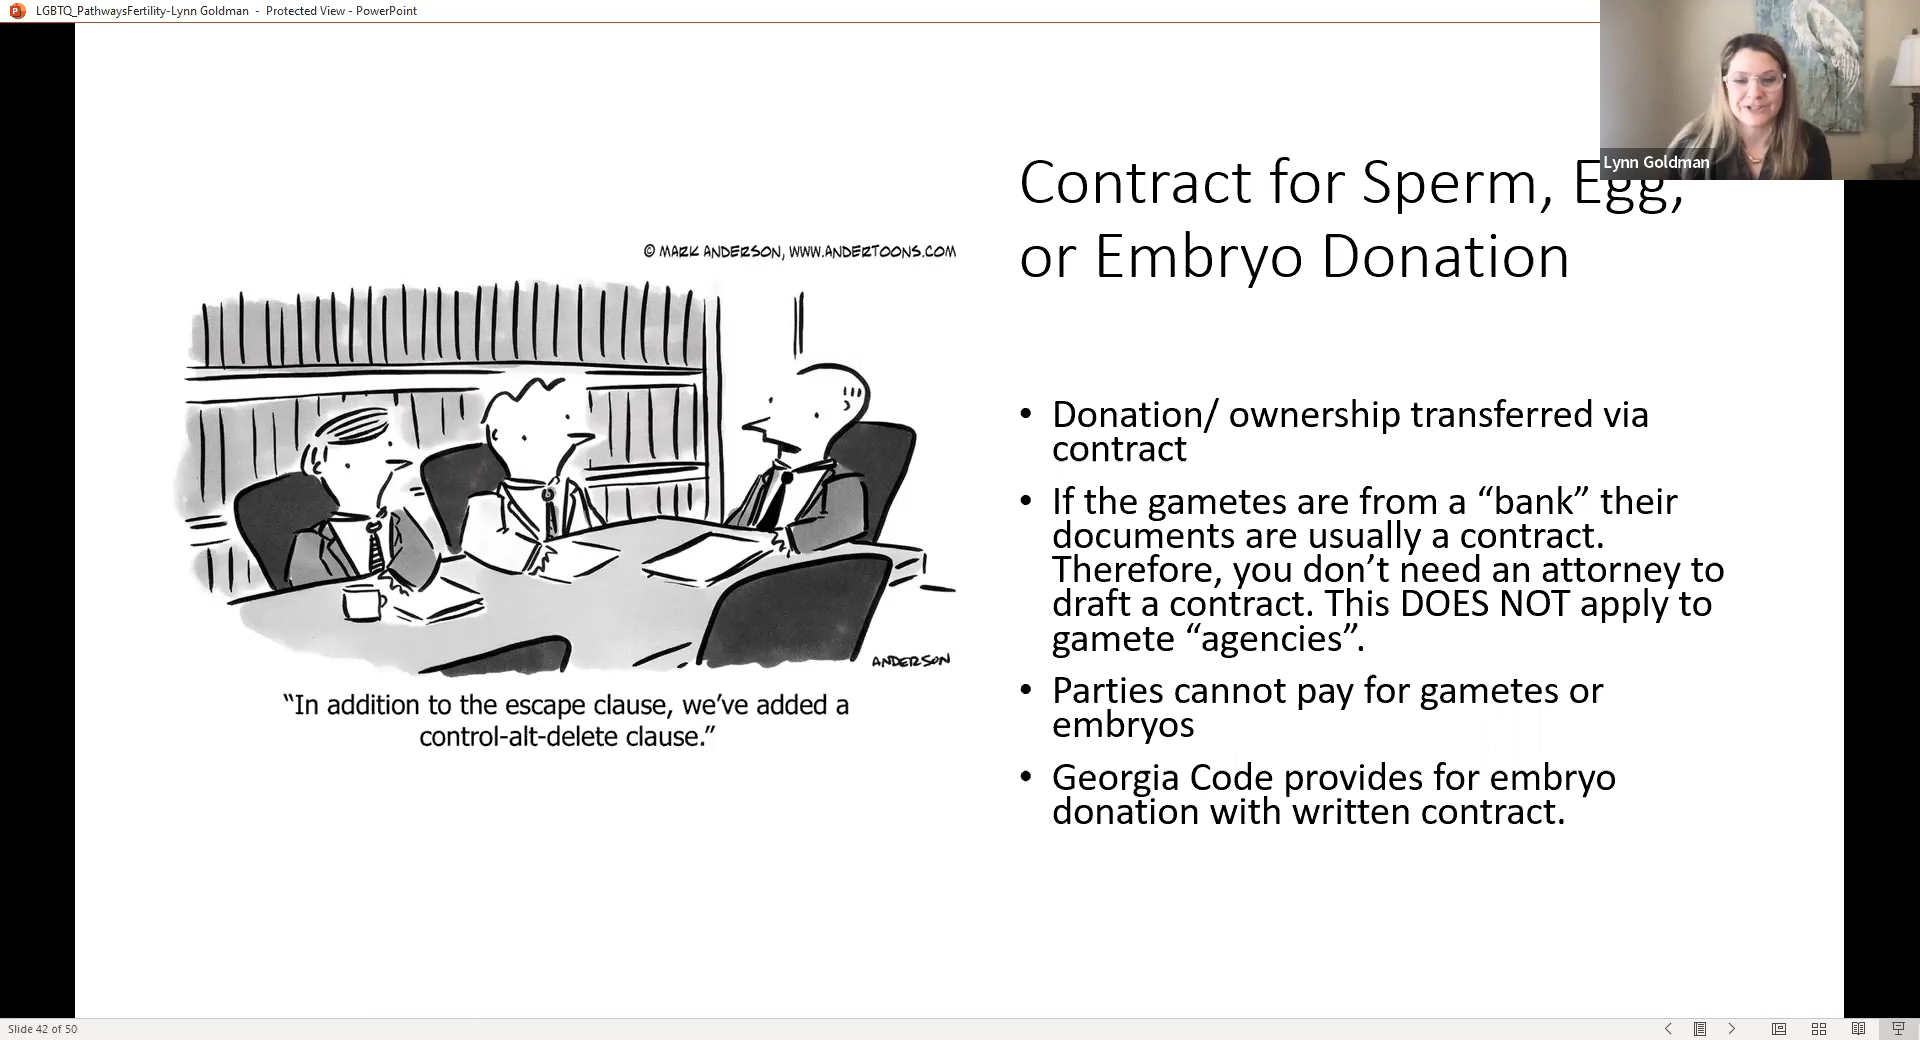 LGBTQ_PathwaysFertility-Lynn Goldman  -  Protected View - PowerPoint
Lynn Goldman
Contract for Sperm, Egg,
or Embryo Donation
© MARK ANDERSON, WWW.ANDERTOONS.COM
ANDERSON
“In addition to the escape clause, we’ve added a
control-alt-delete clause.”
• Donation/ ownership transferred via
contract
• If the gametes are from a “bank” their
documents are usually a contract.
Therefore, you don’t need an attorney to
draft a contract. This DOES NOT apply to
gamete “agencies”.
• Parties cannot pay for gametes or
embryos
• Georgia Code provides for embryo
donation with written contract.
Slide 42 of 50